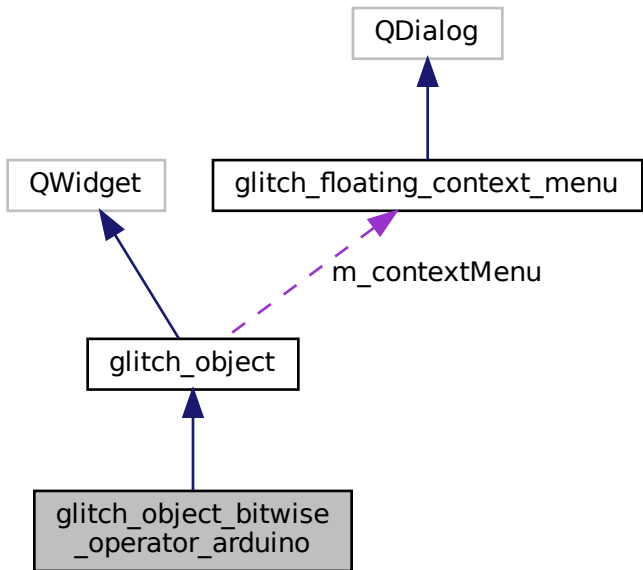 QDialog
QWidget
glitch_floating_context_menu
m_contextMenu
glitch_object
glitch_object_bitwise
_operator_arduino